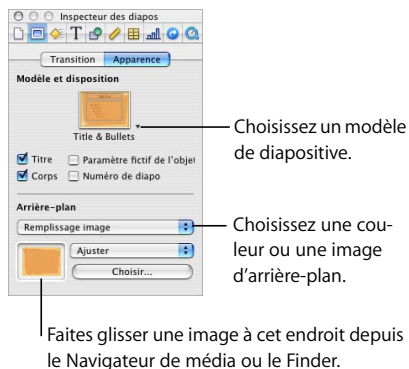 Inspecteur des diapos
Transition Apparence
Modèle et disposition
Title & Bullets
Titre Paramètre fictif de l'objet
Corps Numéro de diapo
Arrière-plan
Remplissage image
Ajuster
Choisir...
Choisissez un modèle
de diapositive.
Choisissez une cou-
leur ou une image
d'arrière-plan.
Faites glisser une image à cet endroit depuis
le Navigateur de média ou le Finder.